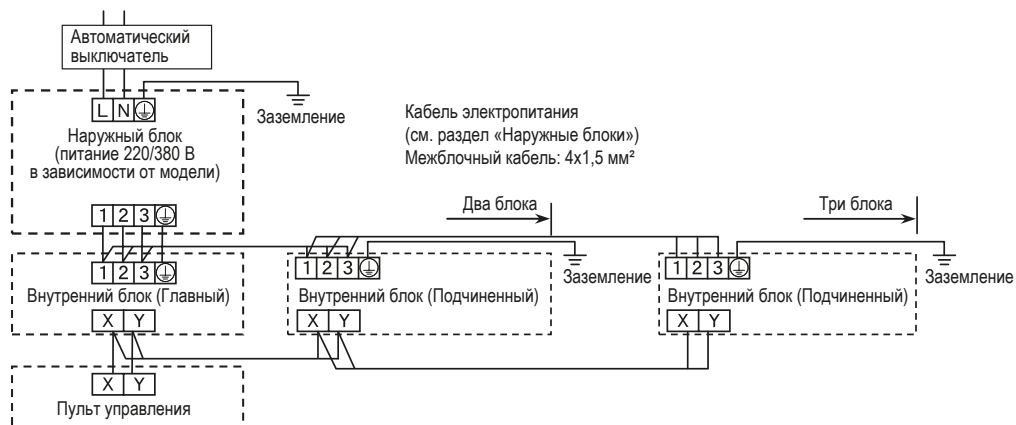 Автоматический
выключатель
L N
Заземление
Наружный блок
(питание 220/380 В
в зависимости от модели)
Кабель электропитания
(см. раздел «Наружные блоки»)
Межблочный кабель: 4х1,5 мм²
Два блока
Три блока
1 2 3
1 2 3
Внутренний блок (Главный)
X Y
1 2 3
Заземление
Внутренний блок (Подчиненный)
X Y
1 2 3
Заземление
Внутренний блок (Подчиненный)
X Y
X Y
Пульт управления